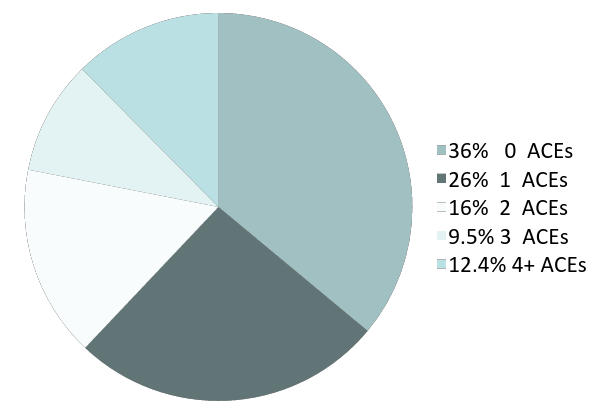 36% 0 ACEs
26% 1 ACEs
16% 2 ACEs
9.5% 3 ACEs
12.4% 4+ ACEs